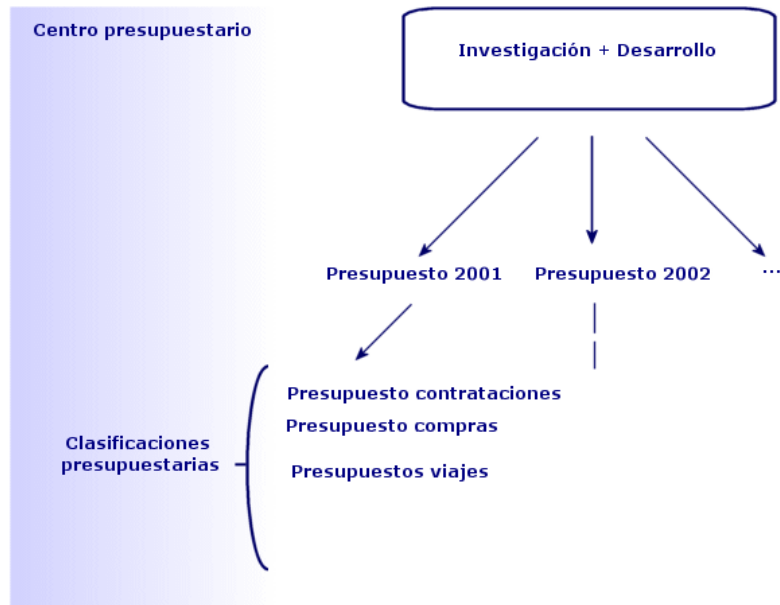 Centro presupuestario
Investigación + Desarrollo
Presupuesto 2001
Presupuesto 2002
...
Presupuesto contrataciones
Presupuesto compras
Presupuestos viajes
Clasificaciones
presupuestarias